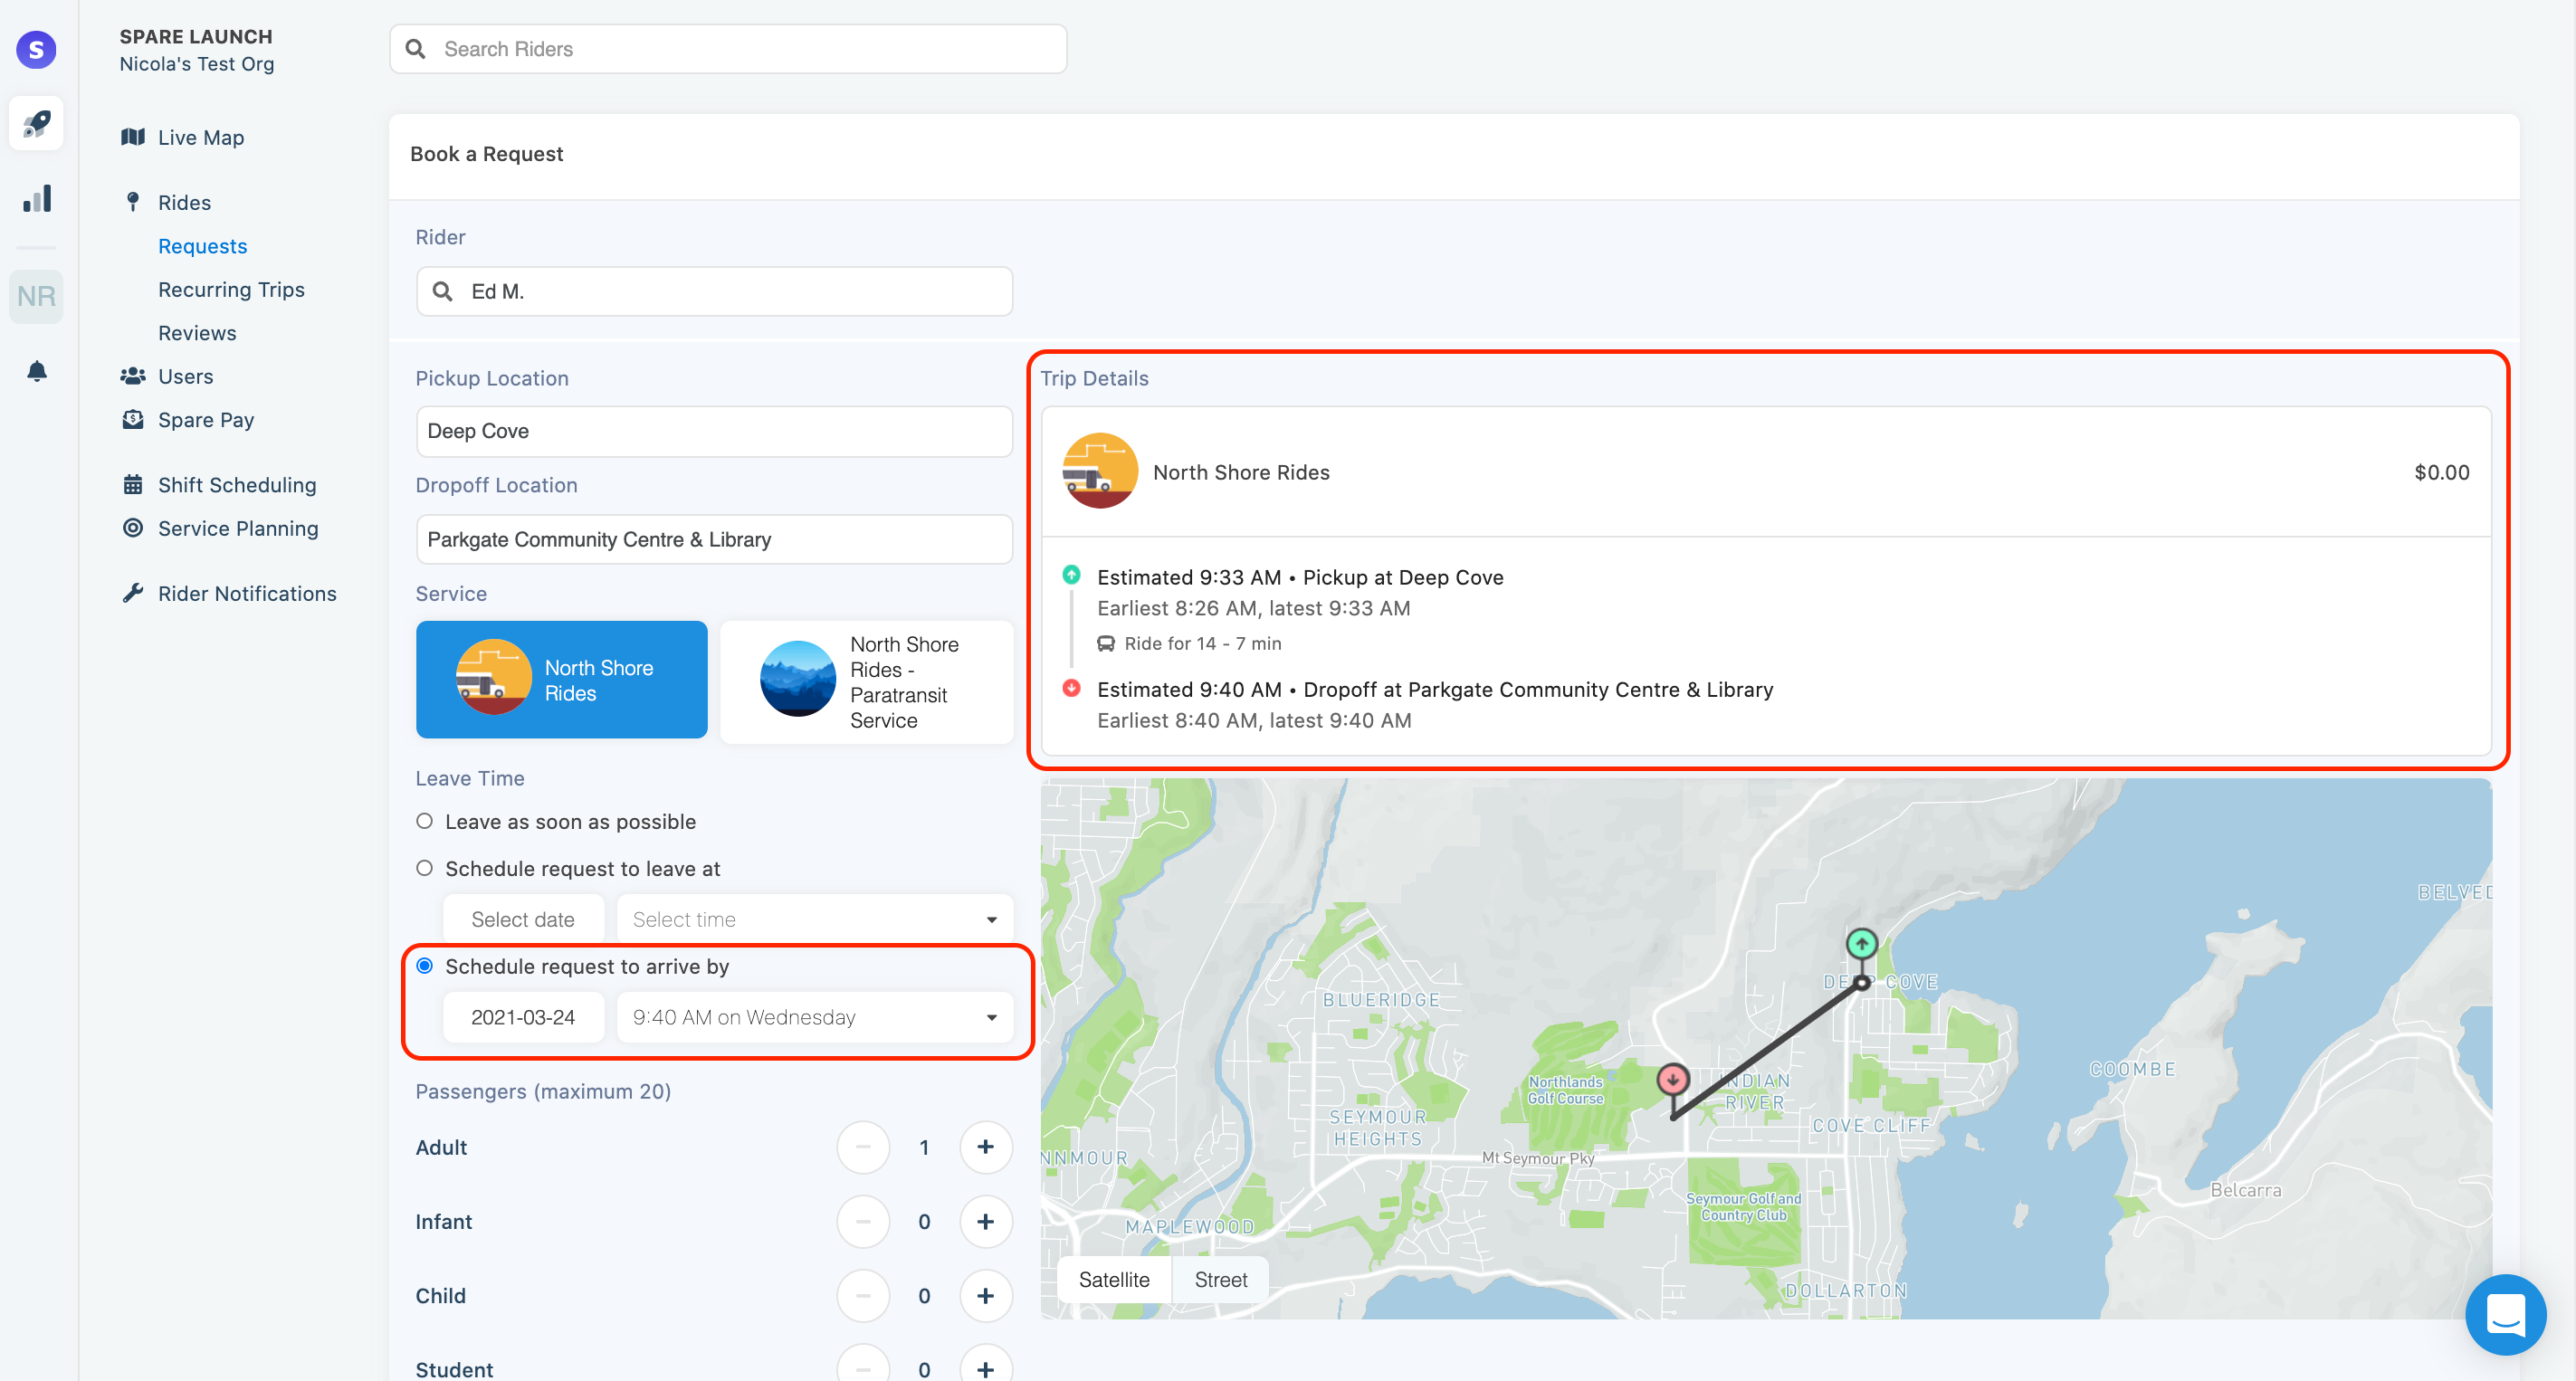 S
SPARE LAUNCH
Nicola's Test Org
Search Riders
Live Map
Rides
Requests
Recurring Trips
Reviews
Users
Spare Pay
Shift Scheduling
Service Planning
Rider Notifications
NR
Book a Request
Rider
Ed M.
Pickup Location
Deep Cove
Dropoff Location
Parkgate Community Centre & Library
Service
North Shore
Rides
North Shore
Rides -
Paratransit
Service
Leave Time
Leave as soon as possible
Schedule request to leave at
Select date
Select time
Schedule request to arrive by
2021-03-24
9:40 AM on Wednesday
Passengers (maximum 20)
Adult
1
Infant
0
Child
0
Student
0
Trip Details
North Shore Rides
$0.00
Estimated 9:33 AM • Pickup at Deep Cove
Earliest 8:26 AM, latest 9:33 AM
Ride for 14 - 7 min
Estimated 9:40 AM • Dropoff at Parkgate Community Centre & Library
Earliest 8:40 AM, latest 9:40 AM
BELVED
COVE
BLUERIDGE
COOMBE
Northlands
Golf Course
INDIAN
RIVER
SEYMOUR
HEIGHTS
COVE CLIFF
NNMOUR
Mt Seymour Pky
Belcarra
Seymour Golf and
Country Club
MAPLEWOOD
DOLLARTON
Satellite
Street